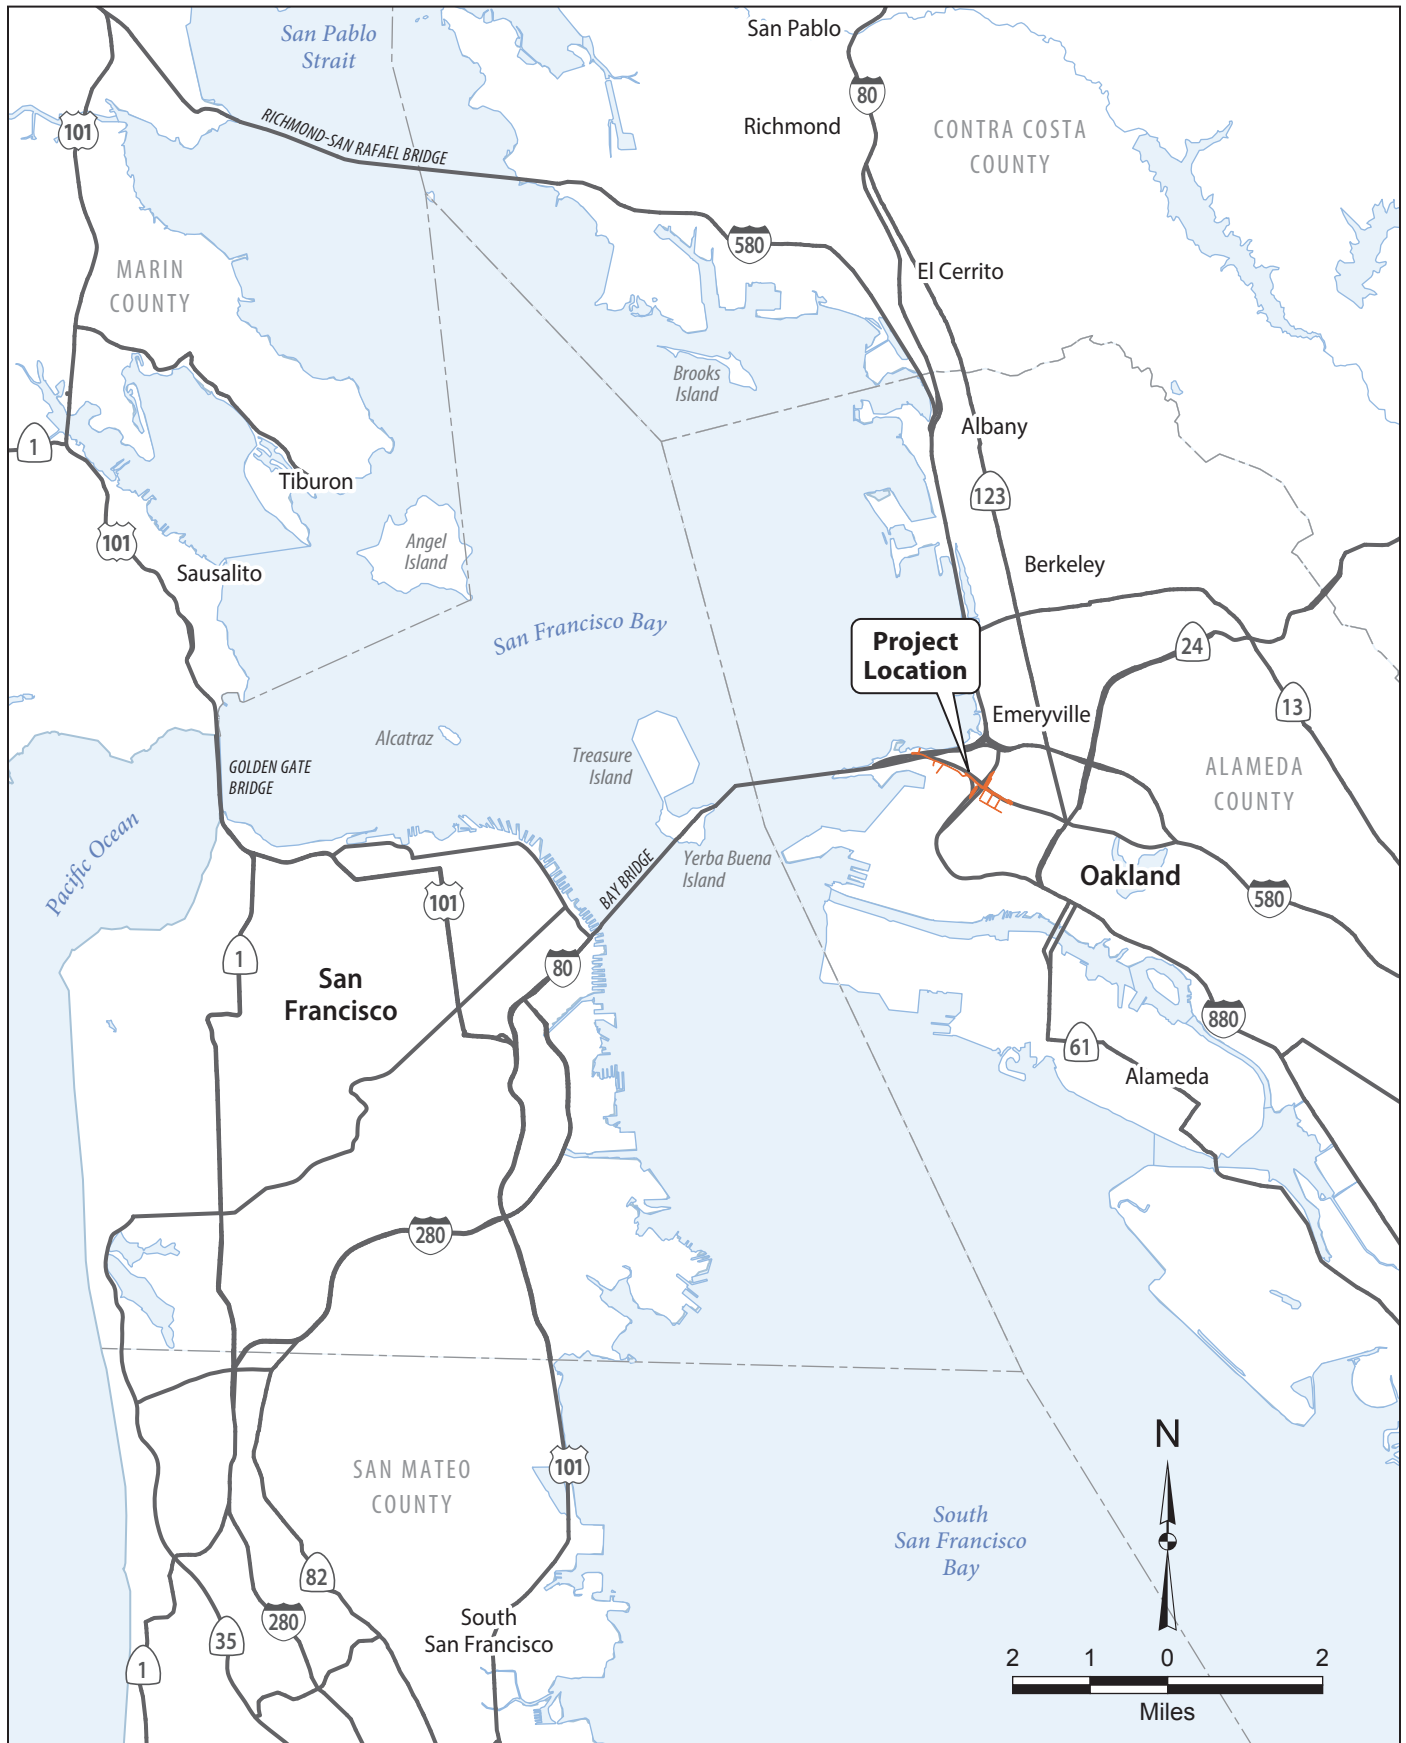 San Pablo
San Pablo
Strait
80
101
RICHMOND-SAN RAFAEL BRIDGE
Richmond
CONTRA COSTA
COUNTY
580
MARIN
COUNTY
El Cerrito
Brooks
Island
1
Albany
Tiburon
123
101
Angel
Island
Sausalito
Berkeley
San Francisco Bay
Project
Location
24
13
Emeryville
Alcatraz
Treasure
Island
GOLDEN GATE
BRIDGE
ALAMEDA
COUNTY
Pacific Ocean
Yerba Buena
Island
BAY BRIDGE
Oakland
101
580
1
80
San
Francisco
880
61
Alameda
280
101
SAN MATEO
COUNTY
N
South
San Francisco
Bay
82
280
35
South
San Francisco
1
2 1 0 2
Miles